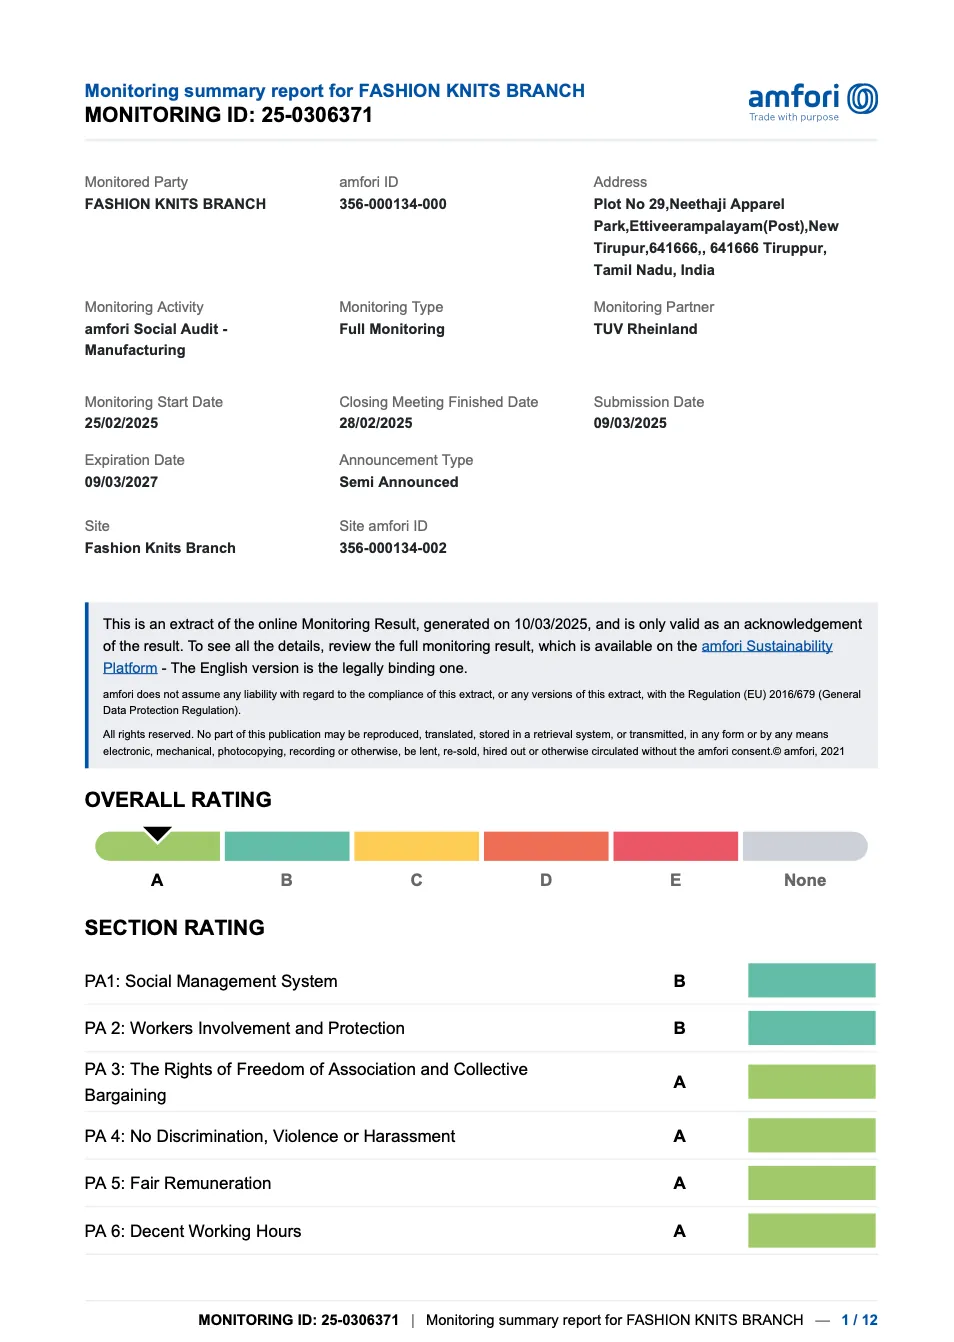 Monitoring summary report for FASHION KNITS BRANCH
MONITORING ID: 25-0306371
amfori
Trade with purpose
Monitored Party
FASHION KNITS BRANCH
amfori ID
356-000134-000
Address
Plot No 29,Neethaji Apparel
Park,Ettiveerampalayam(Post),New
Tirupur,641666,, 641666 Tiruppur,
Tamil Nadu, India
Monitoring Activity
amfori Social Audit -
Manufacturing
Monitoring Type
Full Monitoring
Monitoring Partner
TUV Rheinland
Monitoring Start Date
25/02/2025
Closing Meeting Finished Date
28/02/2025
Submission Date
09/03/2025
Expiration Date
09/03/2027
Announcement Type
Semi Announced
Site
Fashion Knits Branch
Site amfori ID
356-000134-002
This is an extract of the online Monitoring Result, generated on 10/03/2025, and is only valid as an acknowledgement
of the result. To see all the details, review the full monitoring result, which is available on the amfori Sustainability
Platform - The English version is the legally binding one.
amfori does not assume any liability with regard to the compliance of this extract, or any versions of this extract, with the Regulation (EU) 2016/679 (General
Data Protection Regulation).
All rights reserved. No part of this publication may be reproduced, translated, stored in a retrieval system, or transmitted, in any form or by any means
electronic, mechanical, photocopying, recording or otherwise, be lent, re-sold, hired out or otherwise circulated without the amfori consent.© amfori, 2021
OVERALL RATING
A B C D E None
SECTION RATING
PA1: Social Management System B
PA 2: Workers Involvement and Protection B
PA 3: The Rights of Freedom of Association and Collective
Bargaining A
PA 4: No Discrimination, Violence or Harassment A
PA 5: Fair Remuneration A
PA 6: Decent Working Hours A
MONITORING ID: 25-0306371 | Monitoring summary report for FASHION KNITS BRANCH — 1 / 12